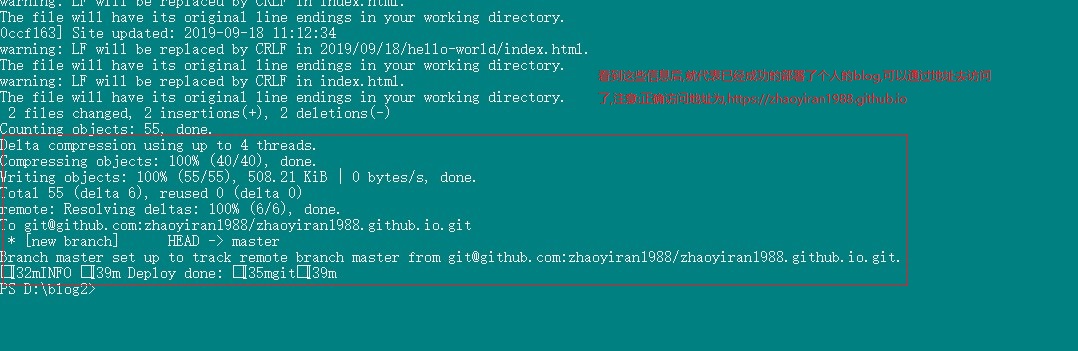 warning: LF will be replaced by CRLF in index.html.
The file will have its original line endings in your working directory.
0ccf163] Site updated: 2019-09-18 11:12:34
warning: LF will be replaced by CRLF in 2019/09/18/hello-world/index.html.
The file will have its original line endings in your working directory.
warning: LF will be replaced by CRLF in index.html.
The file will have its original line endings in your working directory.
2 files changed, 2 insertions(+), 2 deletions(-)
Counting objects: 55, done.
Delta compression using up to 4 threads.
Compressing objects: 100% (40/40), done.
Writing objects: 100% (55/55), 508.21 KiB | 0 bytes/s, done.
Total 55 (delta 6), reused 0 (delta 0)
remote: Resolving deltas: 100% (6/6), done.
To git@github.com:zhaoyiran1988/zhaoyiran1988.github.io.git
* [new branch] HEAD -> master
Branch master set up to track remote branch master from git@github.com:zhaoyiran1988/zhaoyiran1988.github.io.git.
□[32mINFO □[39m Deploy done: □[35mgit□[39m
PS D:\blog2>
看到这些信息后,就代表已经成功的部署了个人的blog,可以通过地址去访问
了,注意:正确访问地址为,https://zhaoyiran1988.github.io